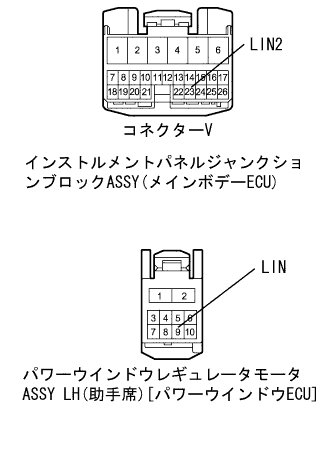 1 2 3 4 5 6
LIN2
7 8 9 10 11 12 13 14 15 16 17
18 19 20 21 22 23 24 25 26
コネクターV
インストルメントパネルジャンクショ
ンブロックASSY(メインボデーECU)
LIN
1 2
3 4 5 6
7 8 9 10
パワーウインドウレギュレータモータ
ASSY LH(助手席)[パワーウインドウECU]